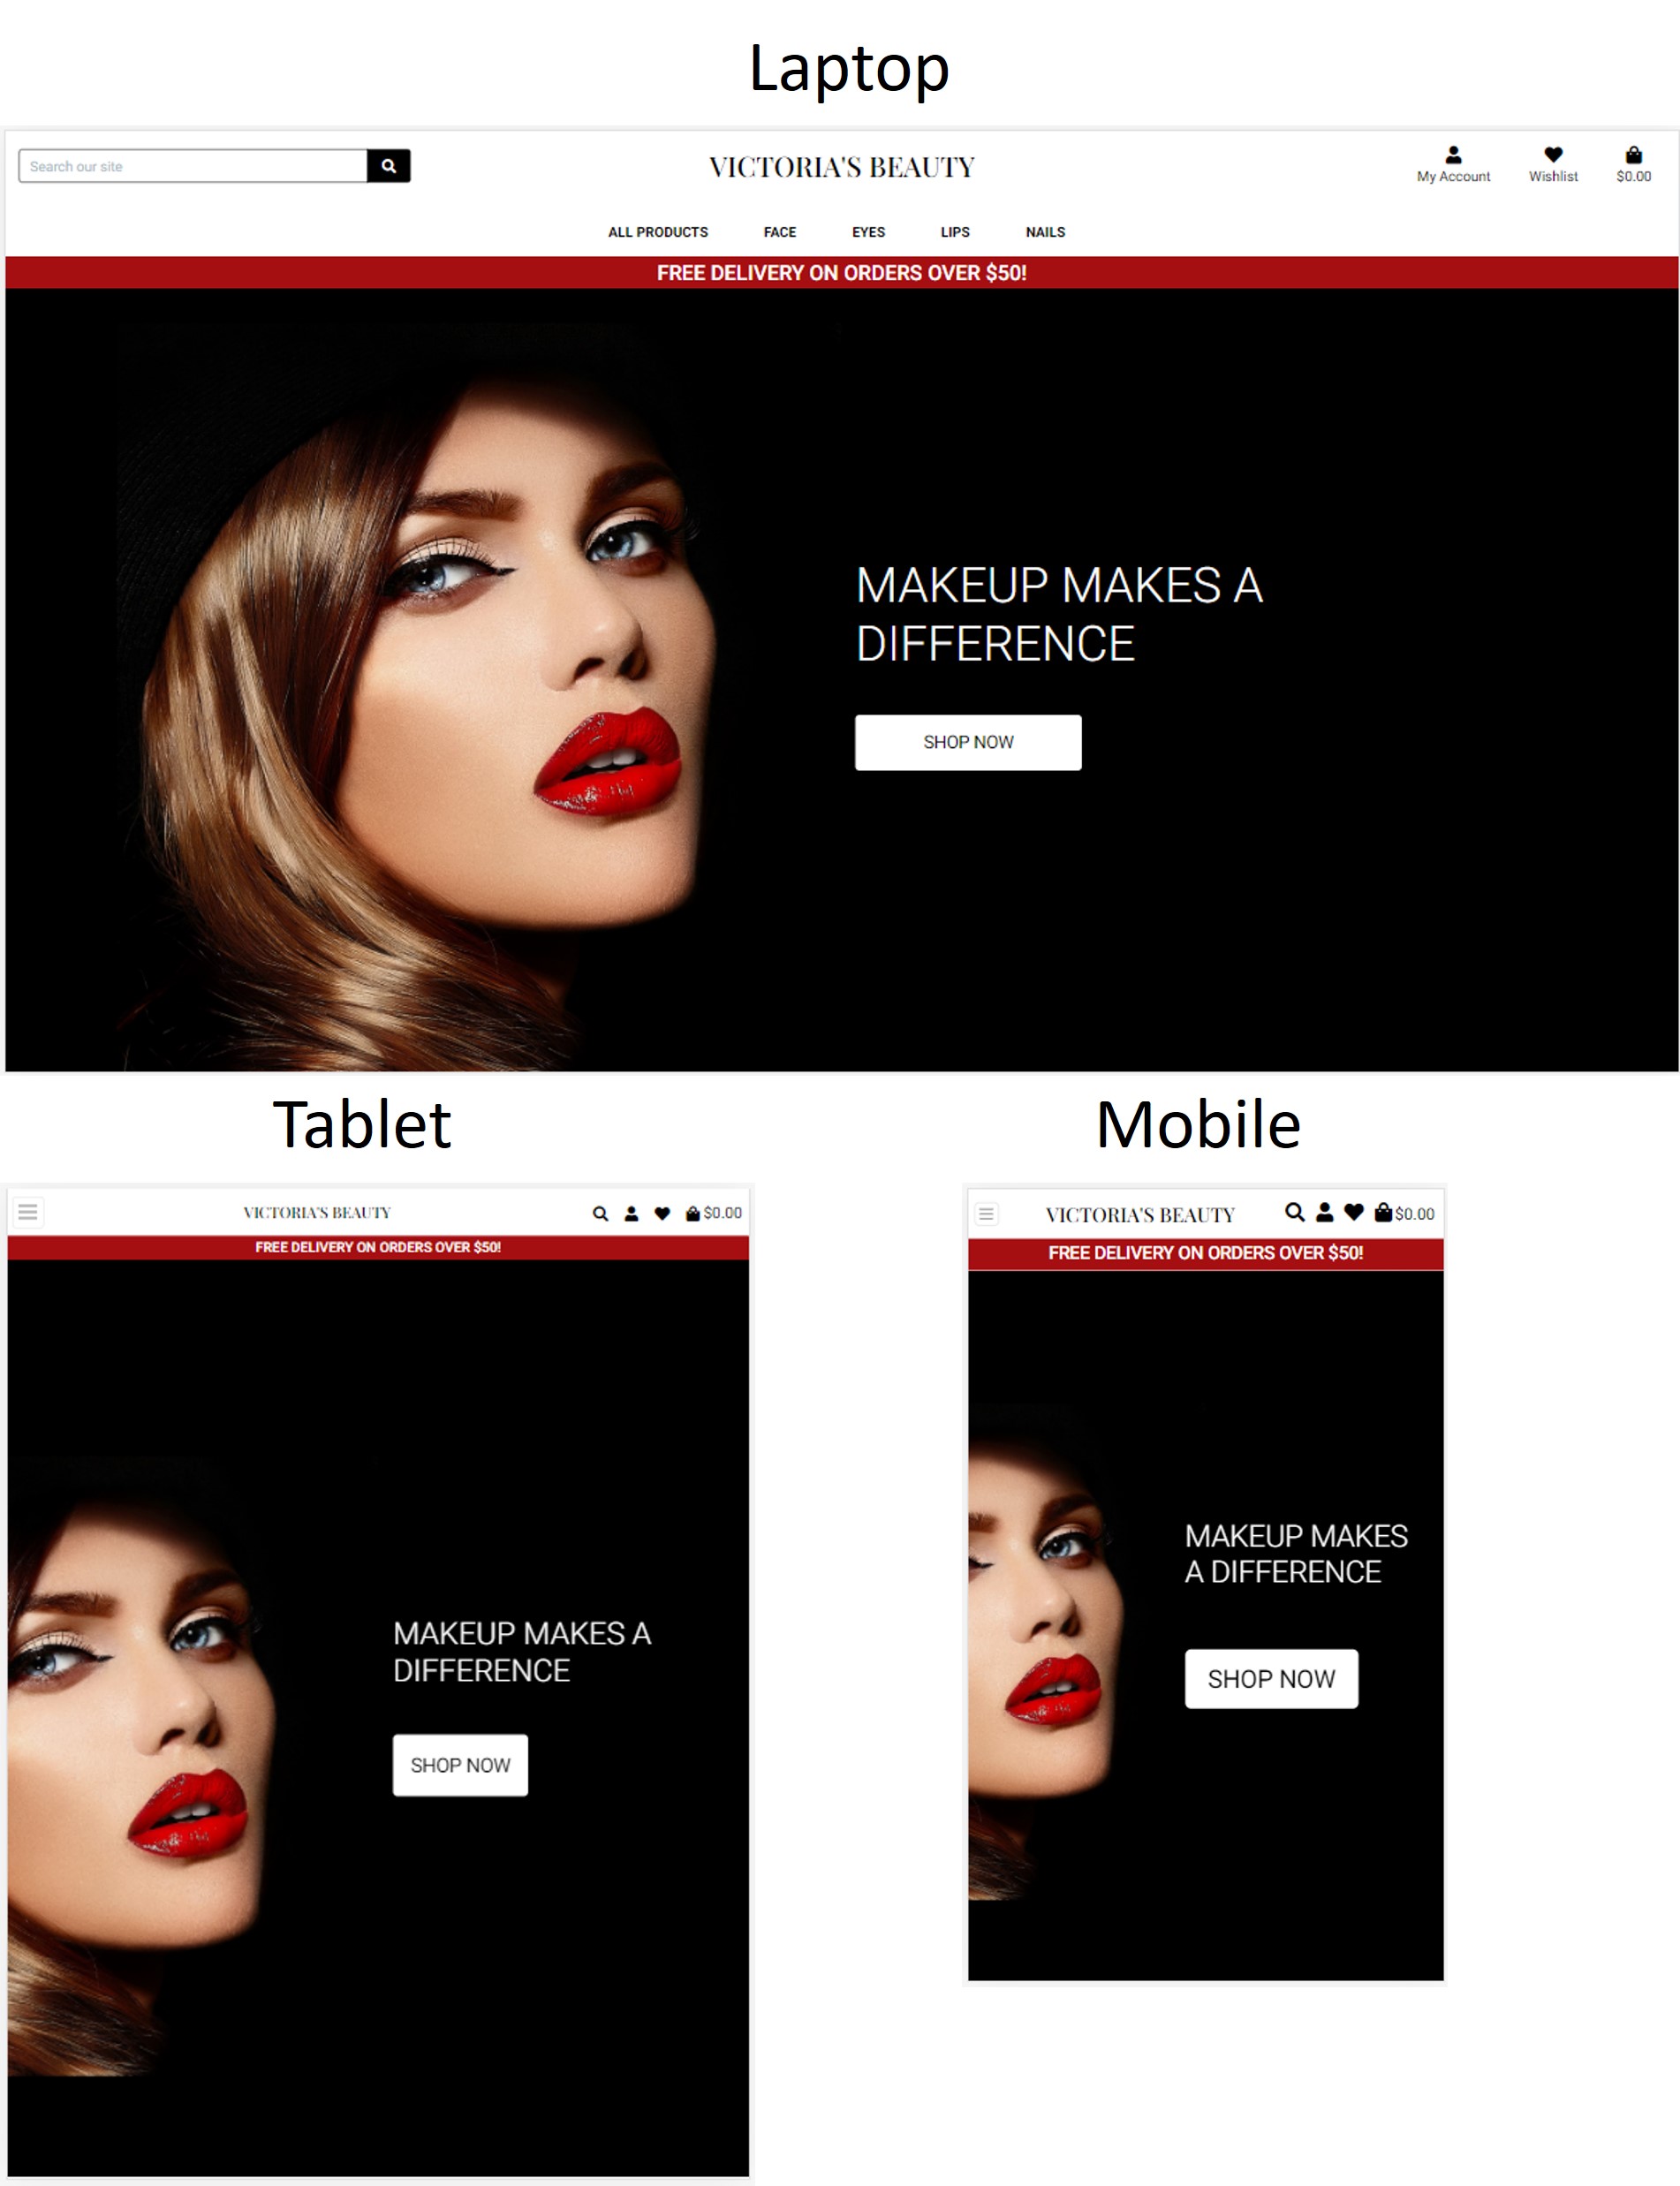 Laptop
Search our site
VICTORIA'S BEAUTY
My Account
Wishlist
$0.00
ALL PRODUCTS FACE EYES LIPS NAILS
FREE DELIVERY ON ORDERS OVER $50!
MAKEUP MAKES A
DIFFERENCE
SHOP NOW
Tablet
VICTORIA'S BEAUTY
$0.00
FREE DELIVERY ON ORDERS OVER $50!
MAKEUP MAKES A
DIFFERENCE
SHOP NOW
Mobile
VICTORIA'S BEAUTY
$0.00
FREE DELIVERY ON ORDERS OVER $50!
MAKEUP MAKES
A DIFFERENCE
SHOP NOW